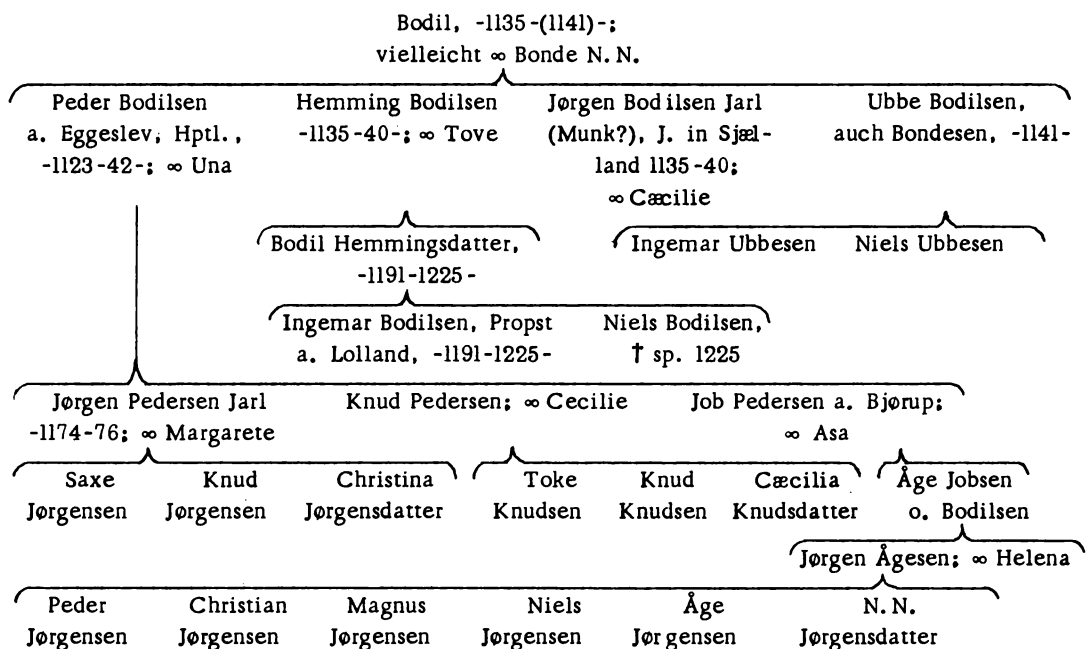 Bodil, -1135-(1141)-;
vielleicht ∞ Bonde N.N.
Peder Bodilsen Hemming Bodilsen Jørgen Bodilsen Jarl Ubbe Bodilsen,
a. Eggeslev, Hptl., -1135-40-; ∞ Tove (Munk?), J. in Sjæl- auch Bondesen, -1141-
-1123-42-; ∞ Una land 1135-40;
∞ Cæcilie
Bodil Hemmingsdatter, Ingemar Ubbesen Niels Ubbesen
-1191-1225-
Ingemar Bodilsen, Propst Niels Bodilsen,
a. Lolland, -1191-1225- † sp. 1225
Jørgen Pedersen Jarl Knud Pedersen; ∞ Cecilie Job Pedersen a. Bjørup;
-1174-76; ∞ Margarete ∞ Asa
Saxe Knud Christina Toke Knud Cæcilia Åge Jobsen
Jørgensen Jørgensen Jørgensdatter Knudsen Knudsen Knudsdatter o. Bodilsen
Jørgen Ågesen; ∞ Helena
Peder Christian Magnus Niels Åge N.N.
Jørgensen Jørgensen Jørgensen Jørgensen Jørgensen Jørgensdatter